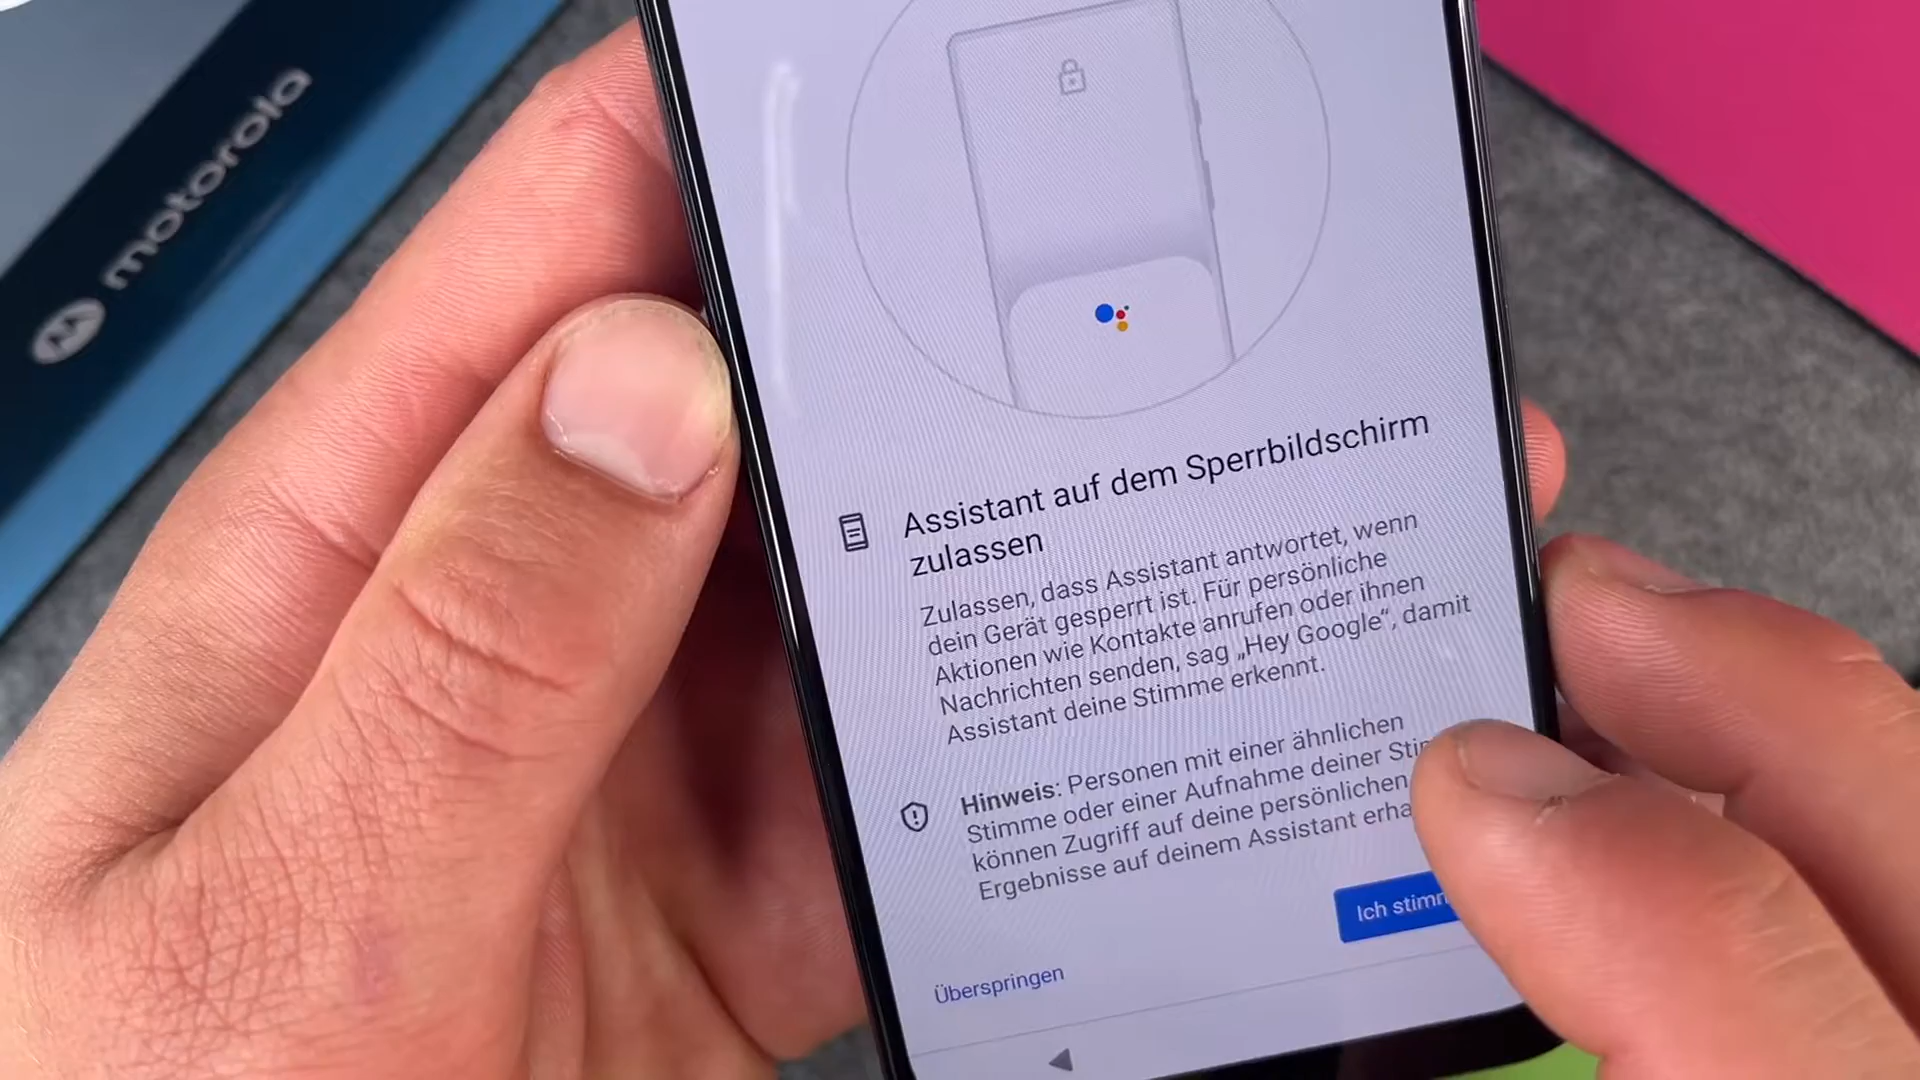 motorola
Assistant auf dem Sperrbildschirm
zulassen
Zulassen, dass Assistant antwortet, wenn
dein Gerät gesperrt ist. Für persönliche
Aktionen wie Kontakte anrufen oder ihnen
Nachrichten senden, sag „Hey Google“, damit
Assistant deine Stimme erkennt.
Hinweis: Personen mit einer ähnlichen
Stimme oder einer Aufnahme deiner
können Zugriff auf deine persönlichen
Ergebnisse auf deinem Assistant
Ich
Überspringen